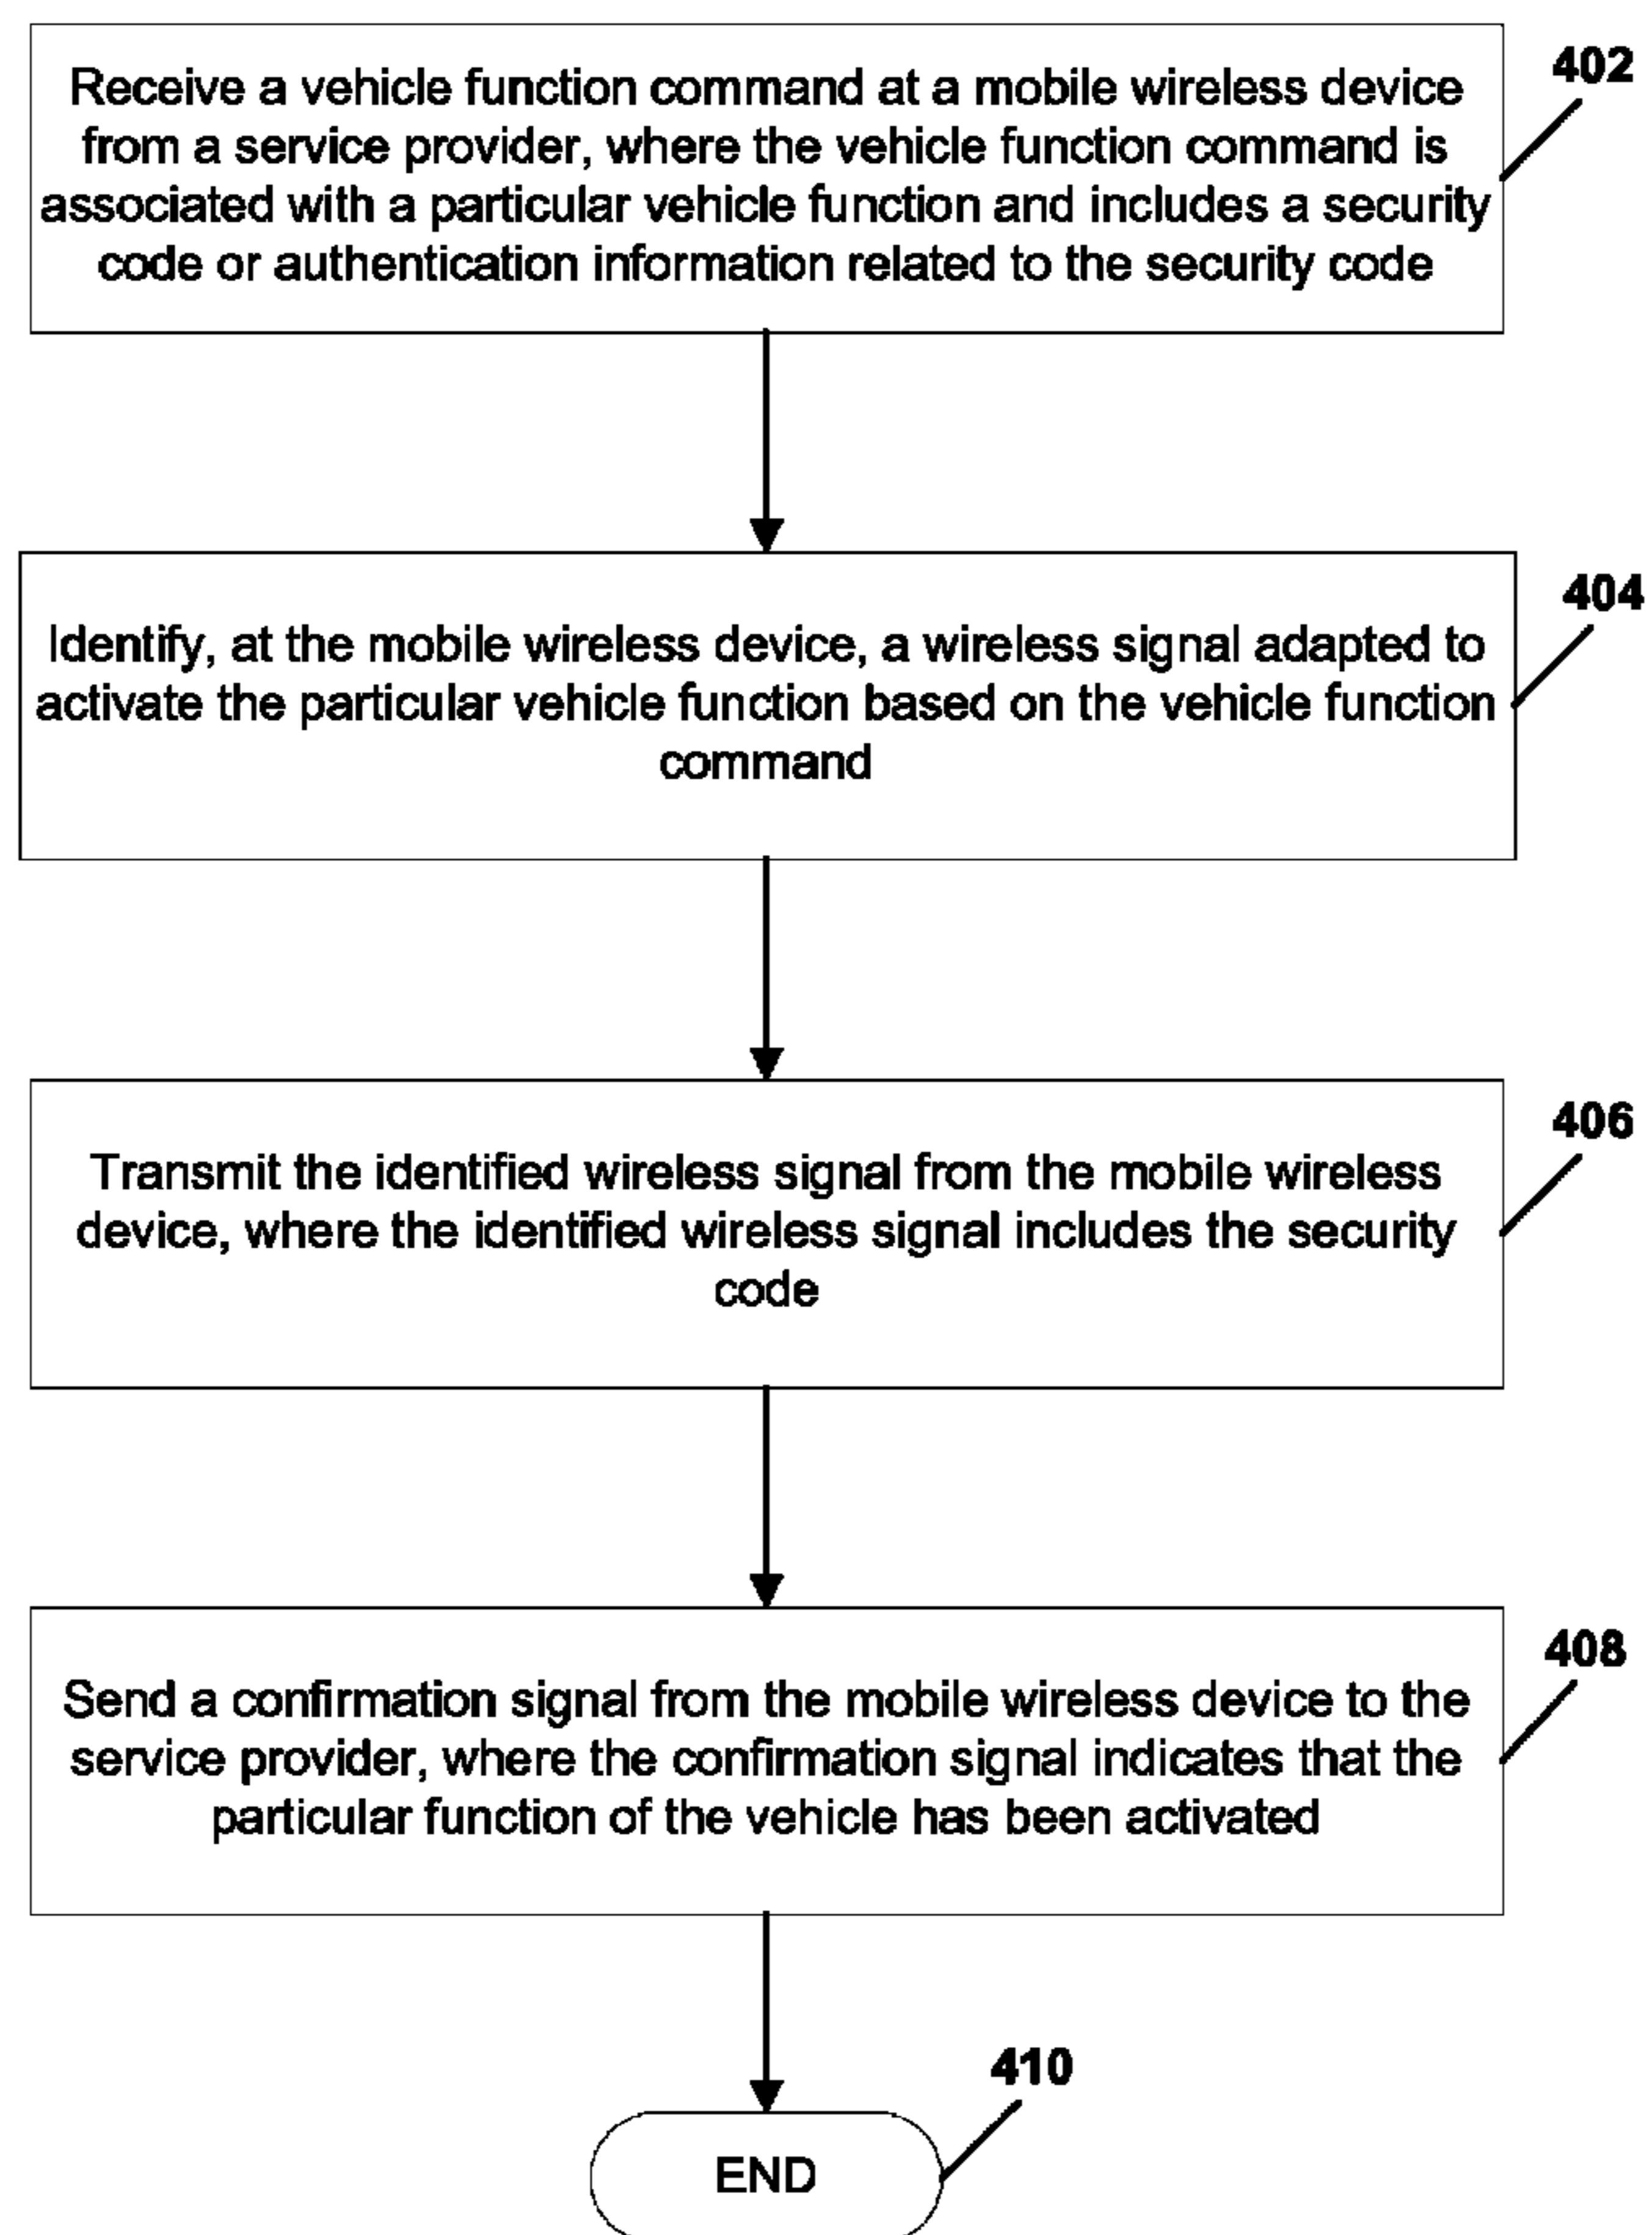 402
Receive a vehicle function command at a mobile wireless device
from a service provider, where the vehicle function command is
associated with a particular vehicle function and includes a security
code or authentication information related to the security code
404
Identify, at the mobile wireless device, a wireless signal adapted to
activate the particular vehicle function based on the vehicle function
command
406
Transmit the identified wireless signal from the mobile wireless
device, where the identified wireless signal includes the security
code
408
Send a confirmation signal from the mobile wireless device to the
service provider, where the confirmation signal indicates that the
particular function of the vehicle has been activated
410
END